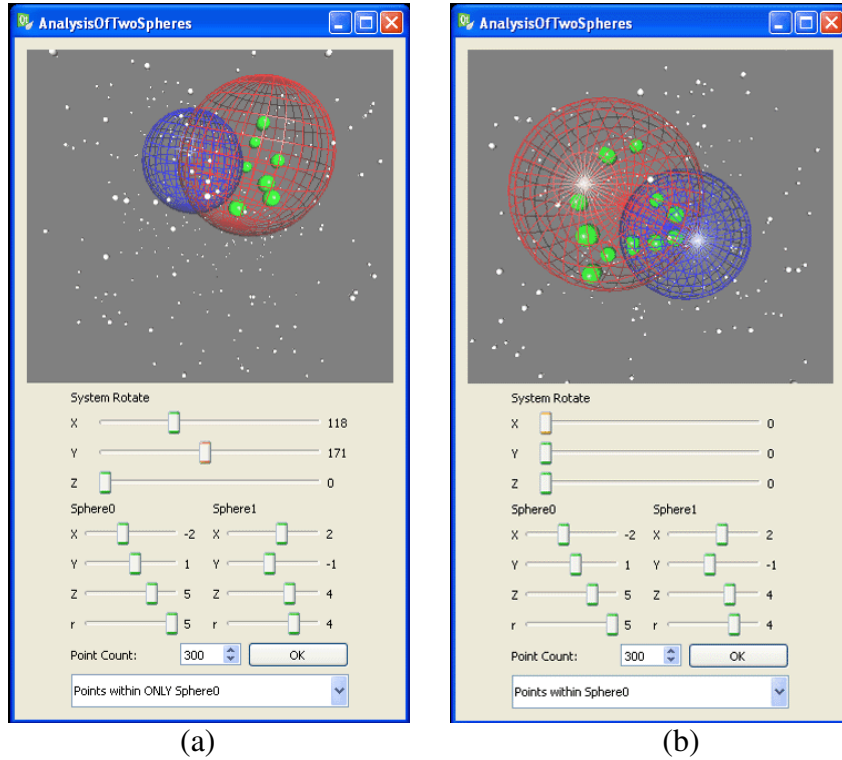 AnalysisOfTwoSpheres
System Rotate
X 118
Y 171
Z 0
Sphere0 Sphere1
X -2 X 2
Y 1 Y -1
Z 5 Z 4
r 5 r 4
Point Count: 300 OK
Points within ONLY Sphere0
(a)
AnalysisOfTwoSpheres
System Rotate
X 0
Y 0
Z 0
Sphere0 Sphere1
X -2 X 2
Y 1 Y -1
Z 5 Z 4
r 5 r 4
Point Count: 300 OK
Points within Sphere0
(b)